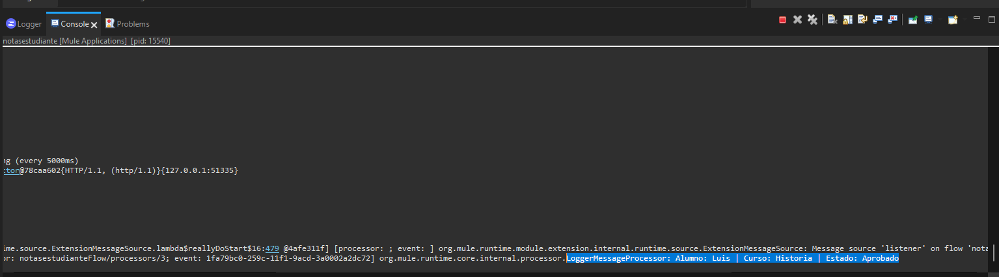 Logger Console Problems
notasestudiante [Mule Applications] [pid: 15540]
ng (every 5000ms)
ctor@78caa602{HTTP/1.1, (http/1.1)}{127.0.0.1:51335}
ime.source.ExtensionMessageSource.lambda$reallyDoStart$16:479 @4afe311f] [processor: ; event: ] org.mule.runtime.module.extension.internal.runtime.source.ExtensionMessageSource: Message source 'listener' on flow 'nota
or: notasestudianteFlow/processors/3; event: 1fa79bc0-259c-11f1-9acd-3a0002a2dc72] org.mule.runtime.core.internal.processor.LoggerMessageProcessor: Alumno: Luis | Curso: Historia | Estado: Aprobado